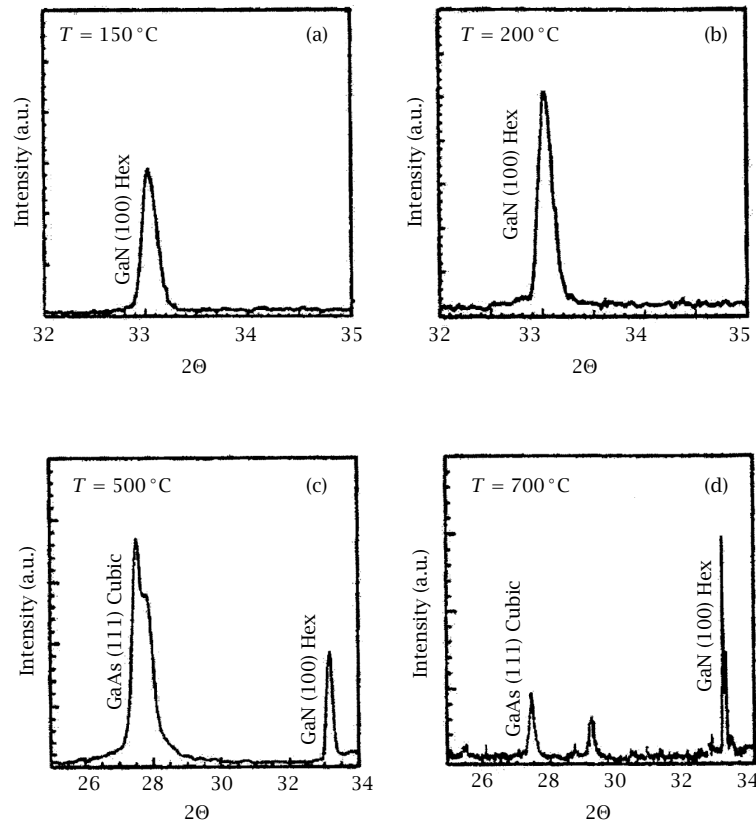 T = 150 °C (a)
Intensity (a.u.)
GaN (100) Hex
32 33 34 35
2Θ
T = 200 °C (b)
Intensity (a.u.)
GaN (100) Hex
32 33 34 35
2Θ
T = 500 °C (c)
Intensity (a.u.)
GaAs (111) Cubic
GaN (100) Hex
26 28 30 32 34
2Θ
T = 700 °C (d)
Intensity (a.u.)
GaAs (111) Cubic
GaN (100) Hex
26 28 30 32 34
2Θ